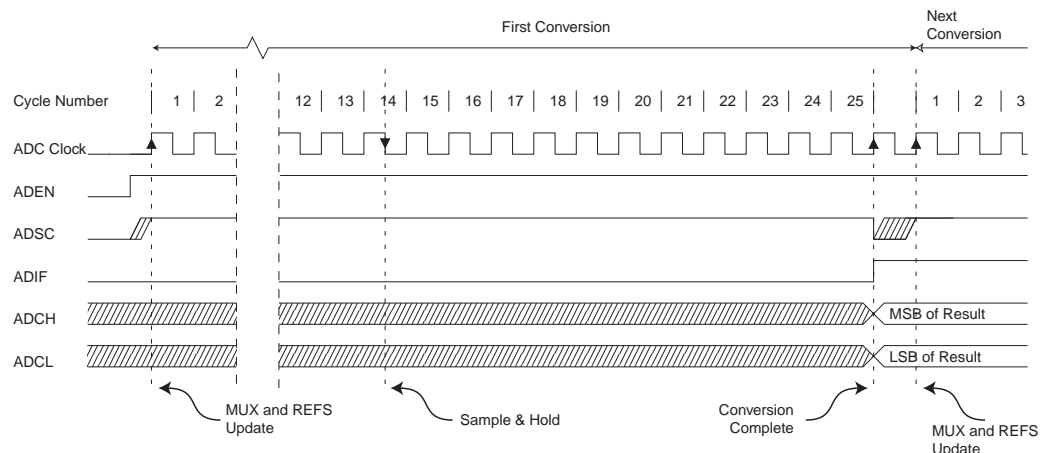 First Conversion
Next
Conversion
Cycle Number 1 2 12 13 14 15 16 17 18 19 20 21 22 23 24 25 1 2 3
ADC Clock
ADEN
ADSC
ADIF
ADCH MSB of Result
ADCL LSB of Result
MUX and REFS
Update
Sample & Hold
Conversion
Complete
MUX and REFS
Update